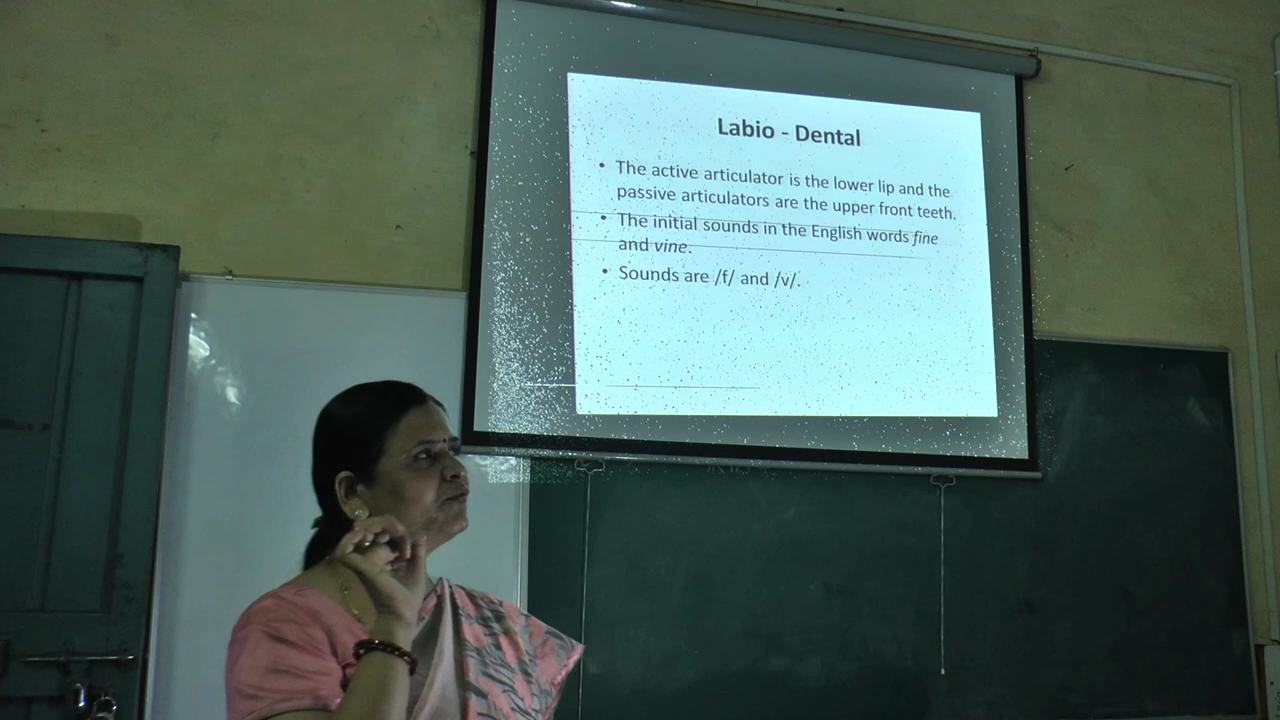 Labio - Dental
• The active articulator is the lower lip and the
passive articulators are the upper front teeth.
• The initial sounds in the English words fine
and vine.
• Sounds are /f/ and /v/.